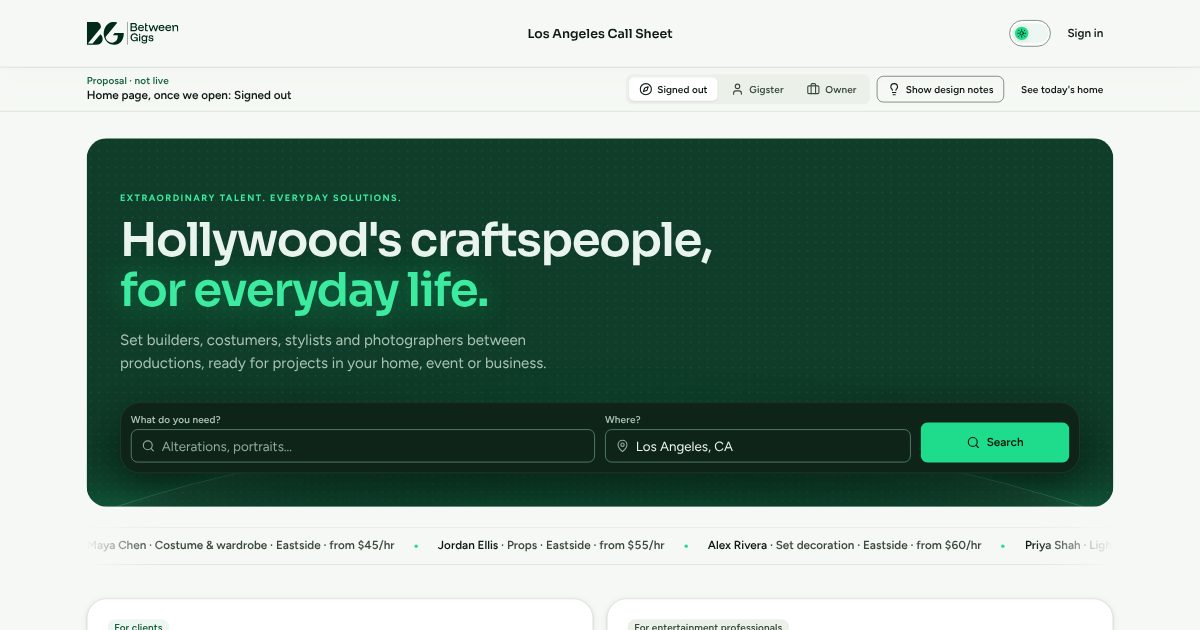 Between
Gigs
Los Angeles Call Sheet
Sign in
Proposal · not live
Home page, once we open: Signed out
Signed out
Gigster
Owner
Show design notes
See today's home
EXTRAORDINARY TALENT. EVERYDAY SOLUTIONS.
Hollywood's craftspeople,
for everyday life.
Set builders, costumers, stylists and photographers between
productions, ready for projects in your home, event or business.
What do you need?
Where?
Alterations, portraits...
Los Angeles, CA
Search
Maya Chen · Costume & wardrobe · Eastside · from $45/hr • Jordan Ellis · Props · Eastside · from $55/hr • Alex Rivera · Set decoration · Eastside · from $60/hr • Priya Shah ·
For clients
For entertainment professionals